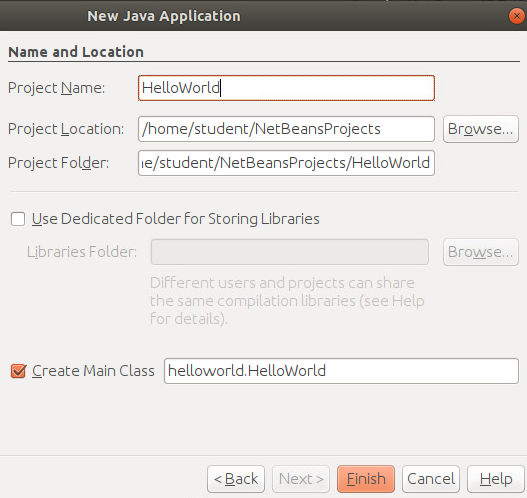 New Java Application
Name and Location
Project Name: HelloWorld
Project Location: /home/student/NetBeansProjects Browse...
Project Folder: ne/student/NetBeansProjects/HelloWorld
Use Dedicated Folder for Storing Libraries
Libraries Folder: Browse...
Different users and projects can share
the same compilation libraries (see Help
for details).
Create Main Class helloworld.HelloWorld
< Back Next > Finish Cancel Help